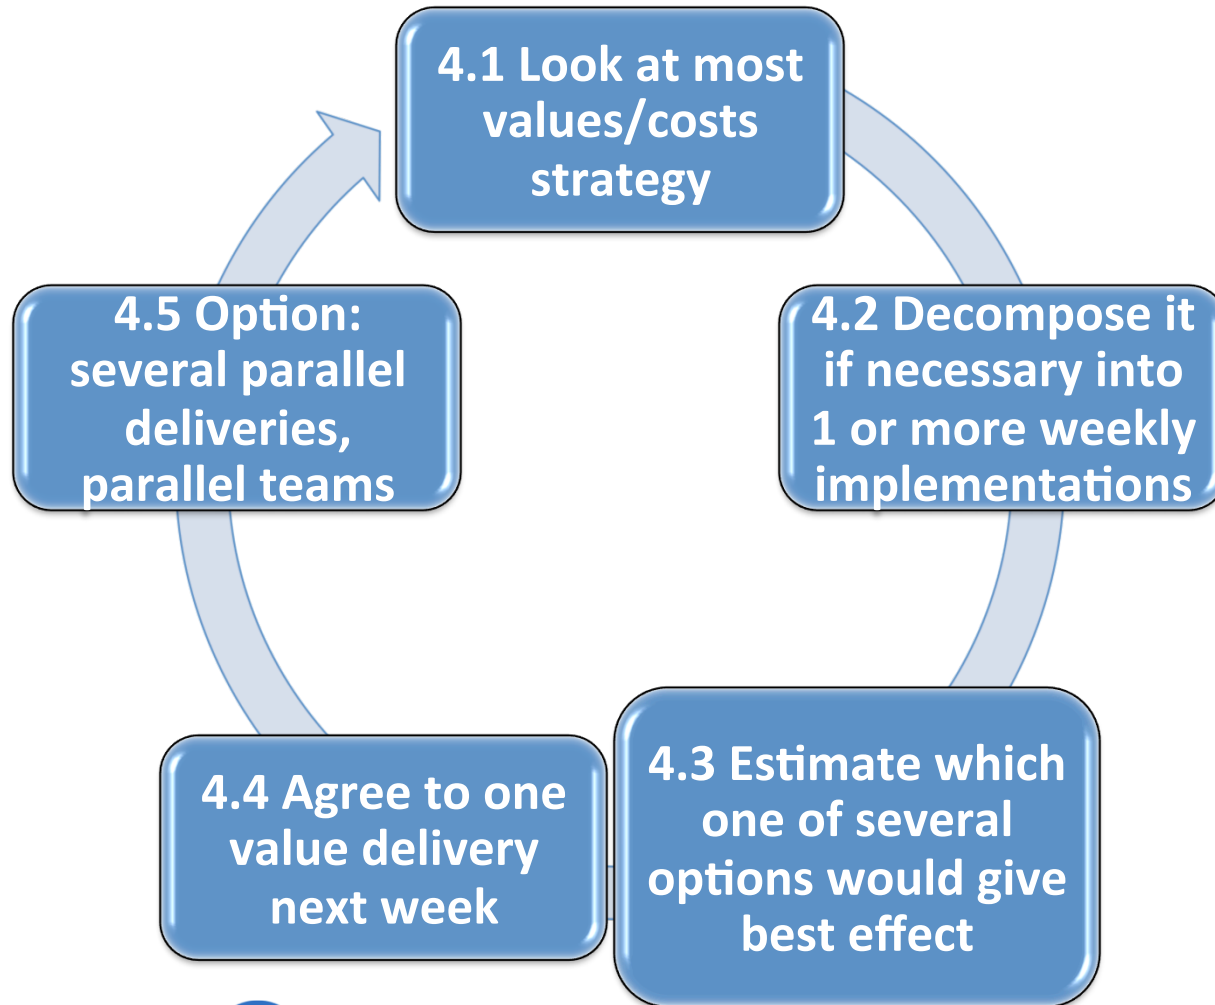 4.1 Look at most
values/costs
strategy
4.2 Decompose it
if necessary into
1 or more weekly
implementations
4.3 Estimate which
one of several
options would give
best effect
4.4 Agree to one
value delivery
next week
4.5 Option:
several parallel
deliveries,
parallel teams